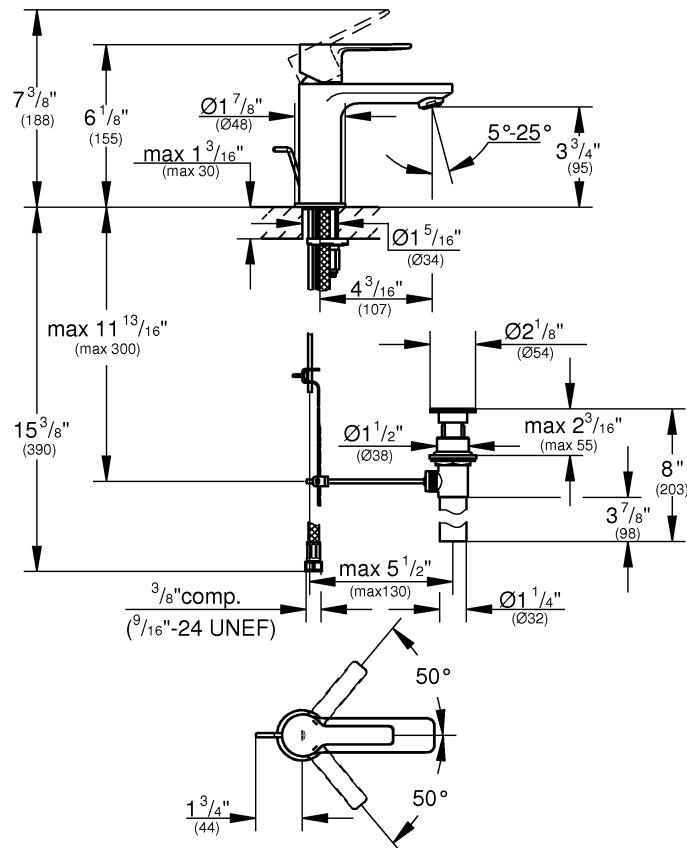 7 3/8"
(188)
6 1/8"
(155)
Ø1 7/8"
(Ø48)
max 1 3/16"
(max 30)
5°-25°
3 3/4"
(95)
Ø1 5/16"
(Ø34)
4 3/16"
(107)
max 11 13/16"
(max 300)
Ø2 1/8"
(Ø54)
15 3/8"
(390)
Ø1 1/2"
(Ø38)
max 2 3/16"
(max 55)
8"
(203)
3 7/8"
(98)
max 5 1/2"
(max130)
3/8"comp.
(9/16"-24 UNEF)
Ø1 1/4"
(Ø32)
50°
50°
1 3/4"
(44)